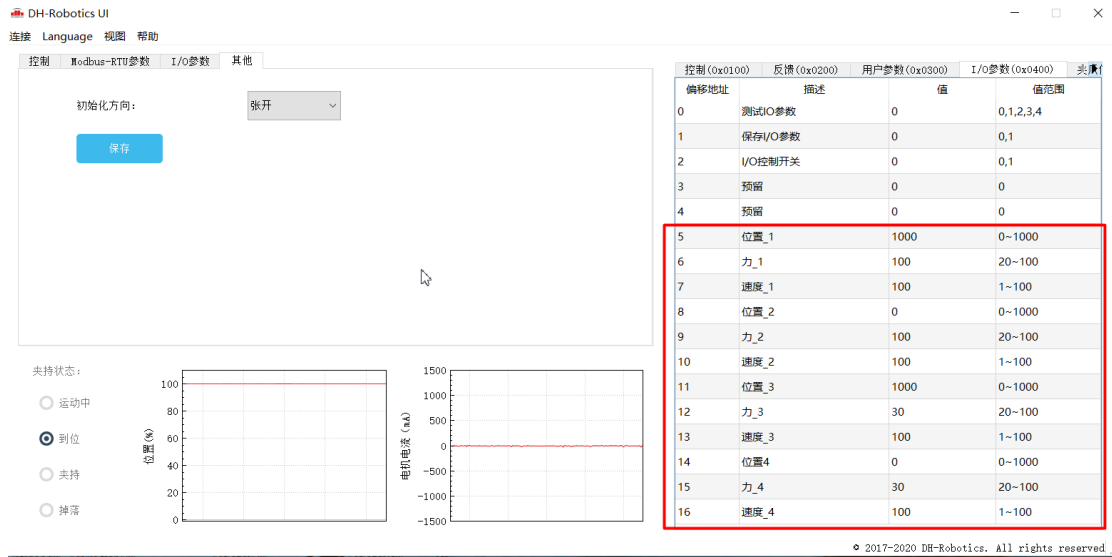 DH-Robotics UI
连接 Language 视图 帮助
控制 Modbus-RTU参数 I/O参数 其他
初始化方向: 张开
保存
控制(0x0100) 反馈(0x0200) 用户参数(0x0300) I/O参数(0x0400)
偏移地址 描述 值 值范围
0 测试IO参数 0 0,1,2,3,4
1 保存I/O参数 0 0,1
2 I/O控制开关 0 0,1
3 预留 0 0
4 预留 0 0
5 位置_1 1000 0~1000
6 力_1 100 20~100
7 速度_1 100 1~100
8 位置_2 0 0~1000
9 力_2 100 20~100
10 速度_2 100 1~100
11 位置_3 1000 0~1000
12 力_3 30 20~100
13 速度_3 100 1~100
14 位置4 0 0~1000
15 力_4 30 20~100
16 速度_4 100 1~100
夹持状态:
运动中
到位
夹持
掉落
位置(%)
100
80
60
40
20
0
电机电流(mA)
1500
1000
500
0
-500
-1000
-1500
© 2017-2020 DH-Robotics. All rights reserved